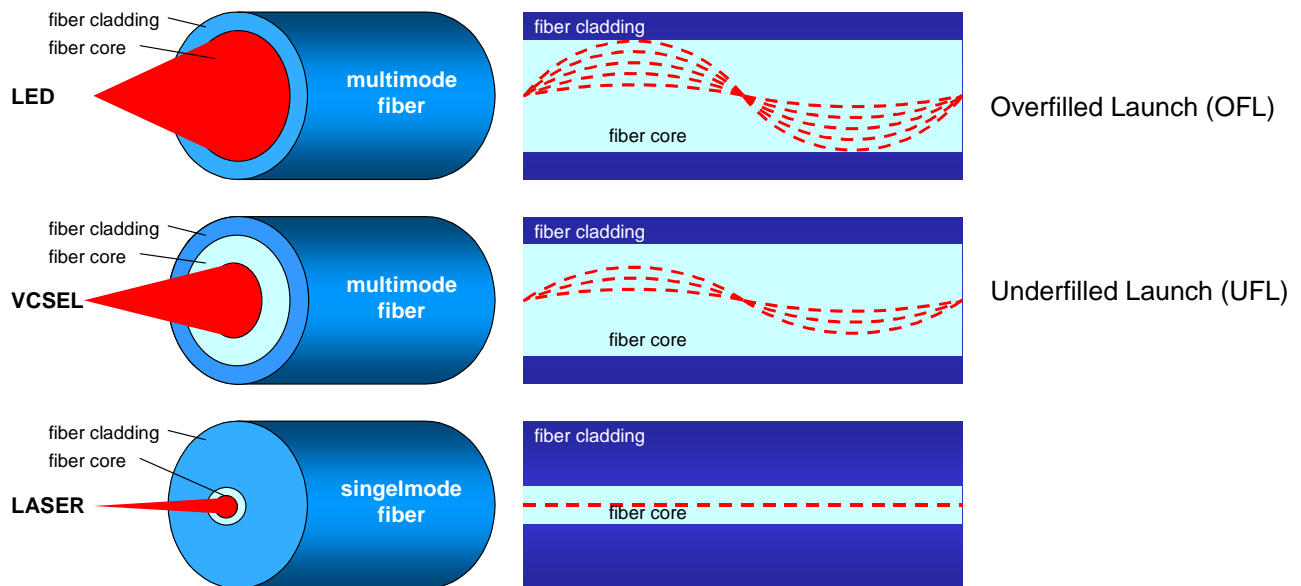 fiber cladding
fiber core
LED
multimode
fiber
fiber cladding
fiber core
Overfilled Launch (OFL)
fiber cladding
fiber core
VCSEL
multimode
fiber
fiber cladding
fiber core
Underfilled Launch (UFL)
fiber cladding
fiber core
LASER
singelmode
fiber
fiber cladding
fiber core